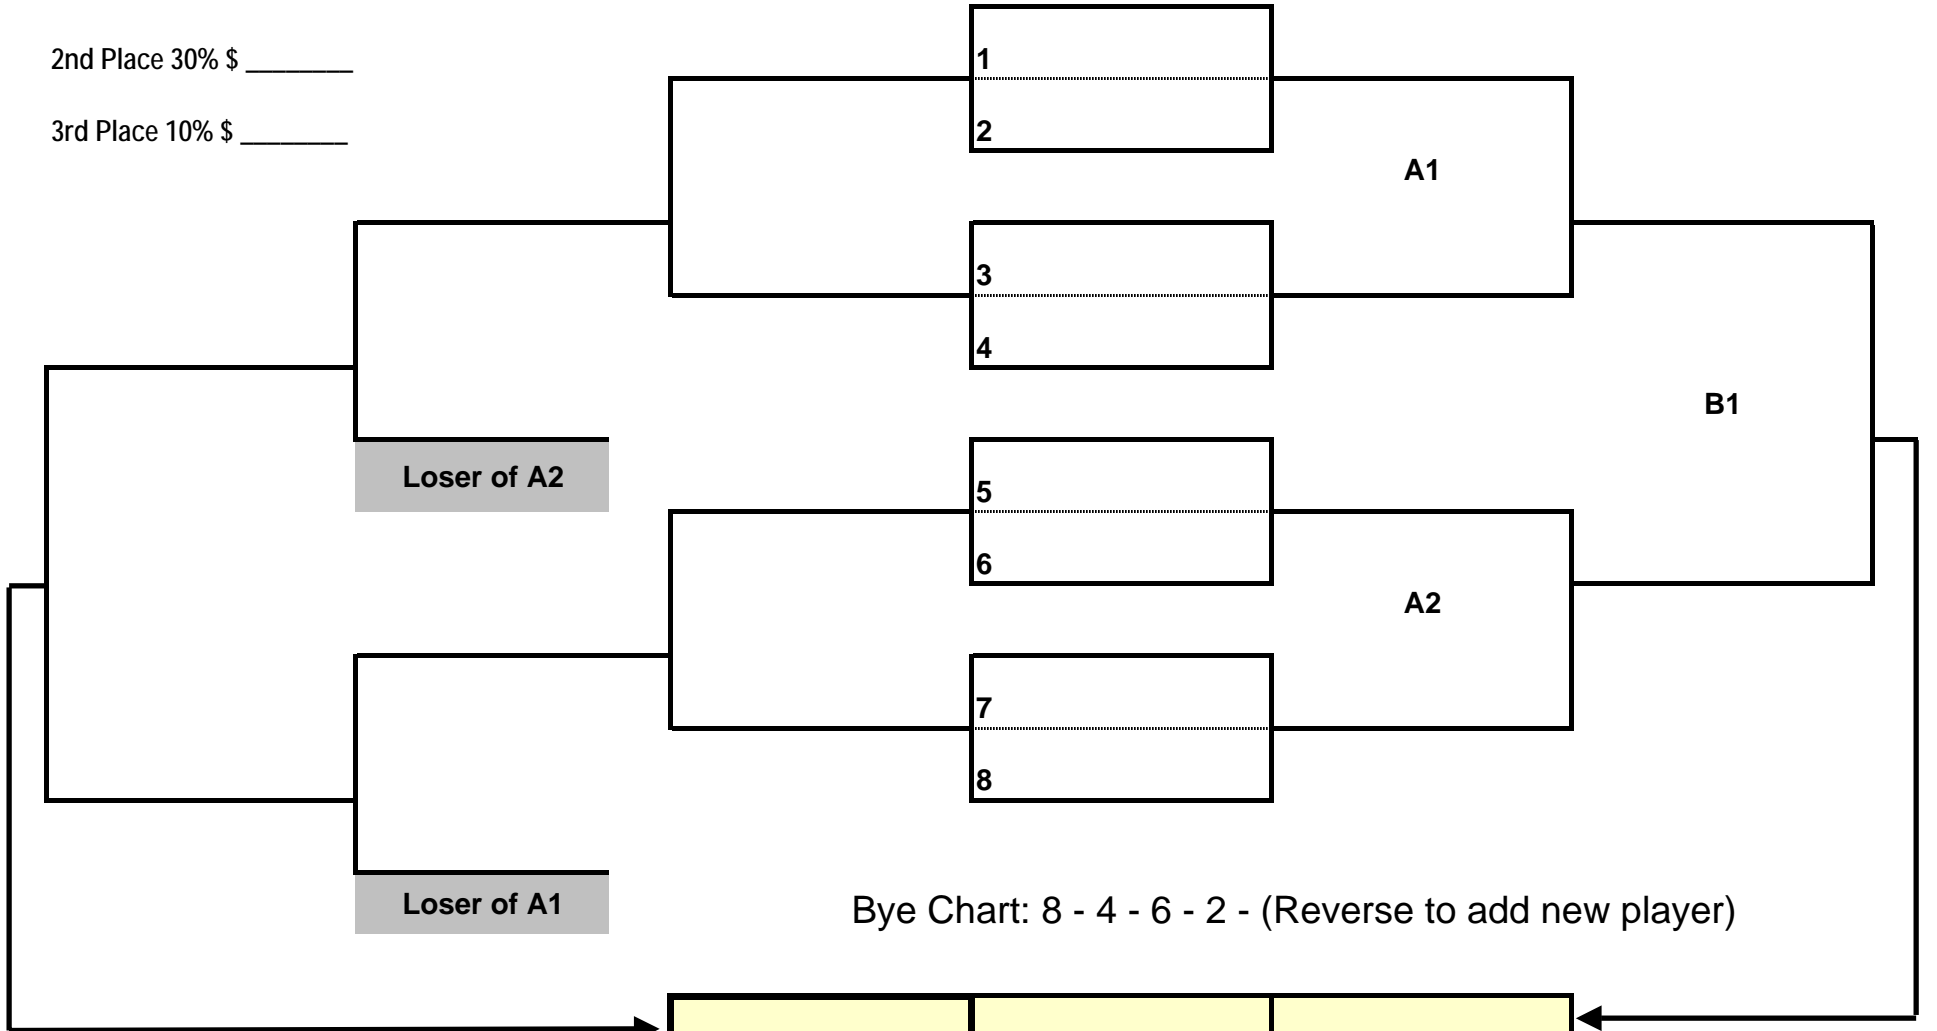 2nd Place 30% $ ________
3rd Place 10% $ ________
1
2
A1
3
4
B1
Loser of A2
5
6
A2
7
8
Loser of A1
Bye Chart: 8 - 4 - 6 - 2 - (Reverse to add new player)